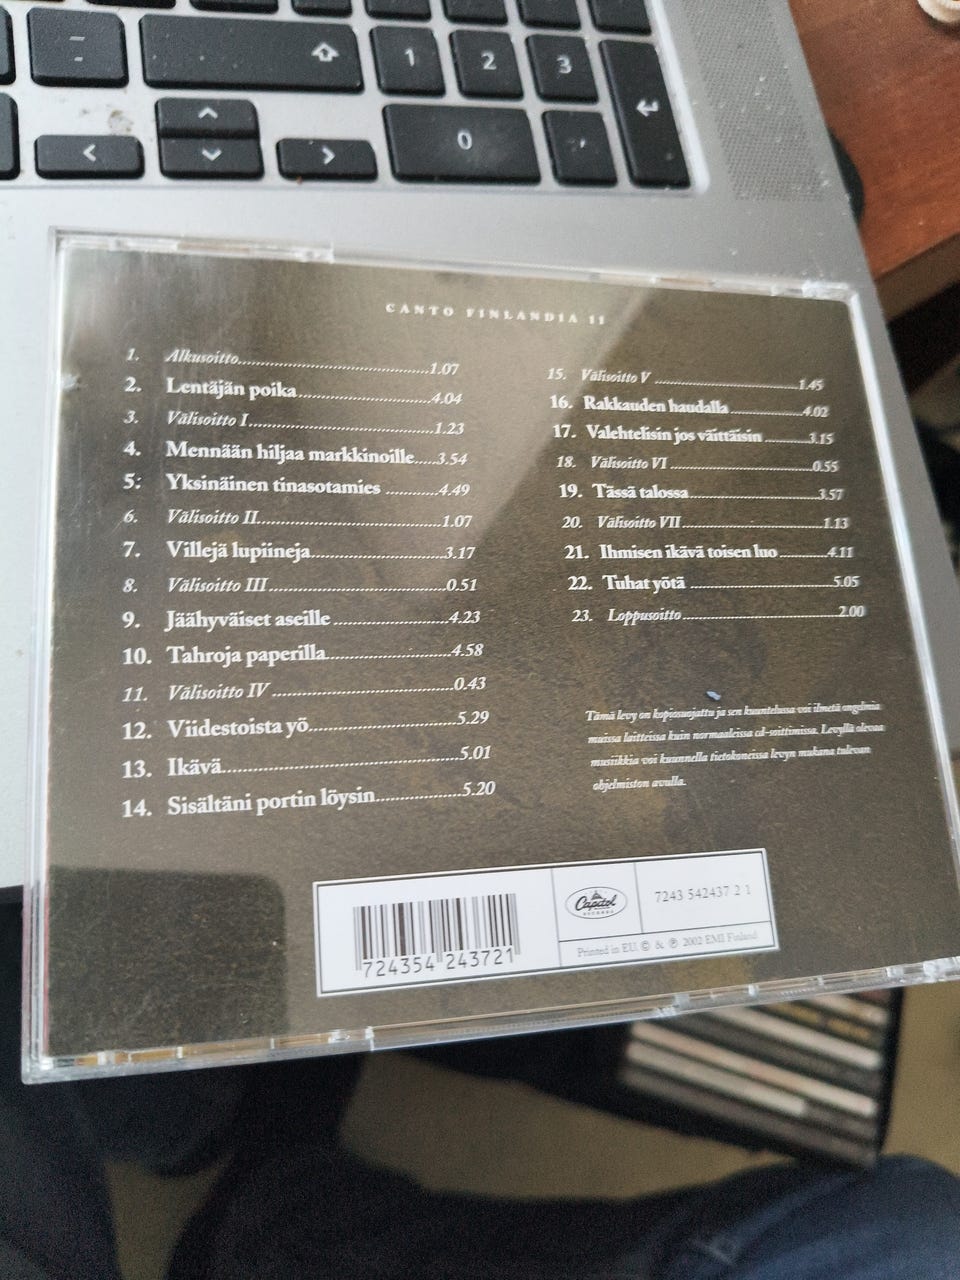 1
2
3
0
CANTO FINLANDIA II
1. Alkusoitto 1.07
2. Lentäjän poika 4.04
3. Välisoitto I 1.23
4. Mennään hiljaa markkinoille 3.54
5: Yksinäinen tinasotamies 4.49
6. Välisoitto II 1.07
7. Villejä lupiineja 3.17
8. Välisoitto III 0.51
9. Jäähyväiset aseille 4.23
10. Tahroja paperilla 4.58
11. Välisoitto IV 0.43
12. Viidestoista yö 5.29
13. Ikävä 5.01
14. Sisältäni portin löysin 5.20
15. Välisoitto V 1.45
16. Rakkauden haudalla 4.02
17. Valehtelisin jos väittäisin 3.15
18. Välisoitto VI 0.55
19. Tässä talossa 3.57
20. Välisoitto VII 1.13
21. Ihmisen ikävä toisen luo 4.11
22. Tuhat yötä 5.05
23. Loppusoitto 2.00
Tämä levy on kopiosuojattu ja sen kuuntelussa voi ilmetä ongelmia
muissa laitteissa kuin normaaleissa cd-soittimissa. Levyllä olevaa
musiikkia voi kuunnella tietokoneissa levyn mukana tulevan
ohjelmiston avulla.
724354 243721
Capitol
RECORDS
7243 542437 2 1
Printed in EU. © & ℗ 2002 EMI Finland